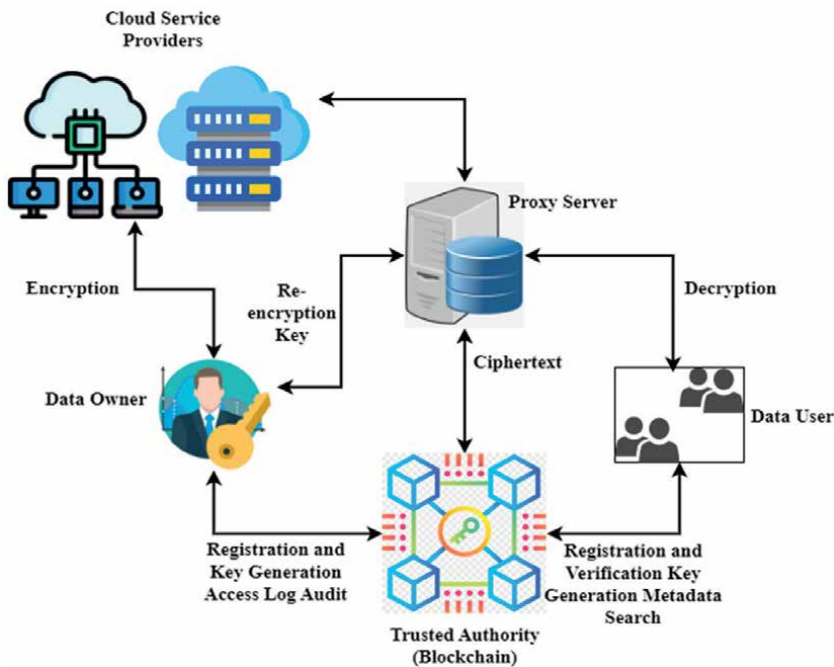 Cloud Service
Providers
Proxy Server
Encryption
Re-
encryption
Key
Decryption
Ciphertext
Data Owner
Data User
Registration and
Key Generation
Access Log Audit
Registration and
Verification Key
Generation Metadata
Search
Trusted Authority
(Blockchain)